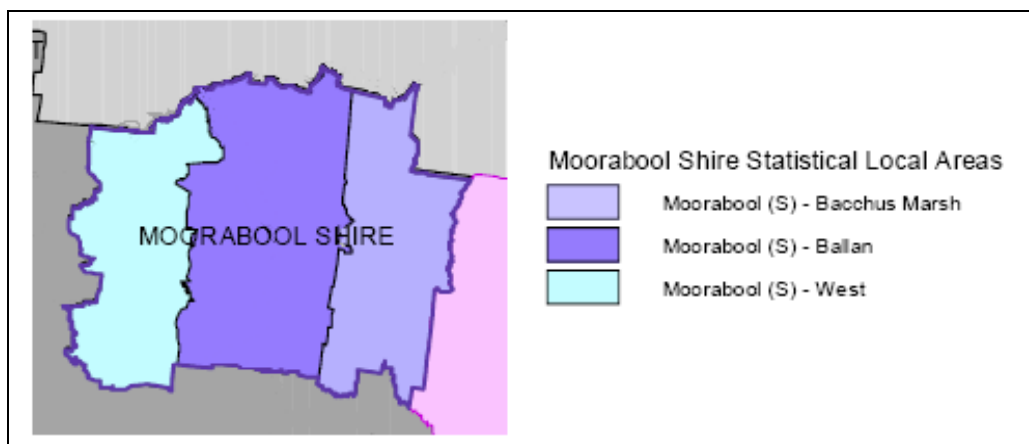 MOORABOOL SHIRE
Moorabool Shire Statistical Local Areas
Moorabool (S) - Bacchus Marsh
Moorabool (S) - Ballan
Moorabool (S) - West